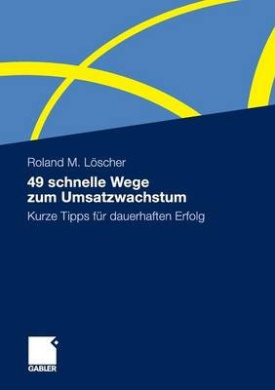 Roland M. Löscher
49 schnelle Wege
zum Umsatzwachstum
Kurze Tipps für dauerhaften Erfolg
GABLER